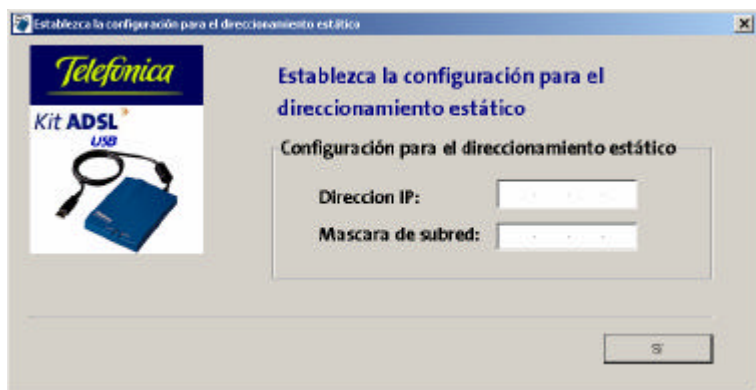 Establezca la configuración para el direccionamiento estático
Telefónica
Kit ADSL
USB
Establezca la configuración para el
direccionamiento estático
Configuración para el direccionamiento estático
Direccion IP:
Mascara de subred: